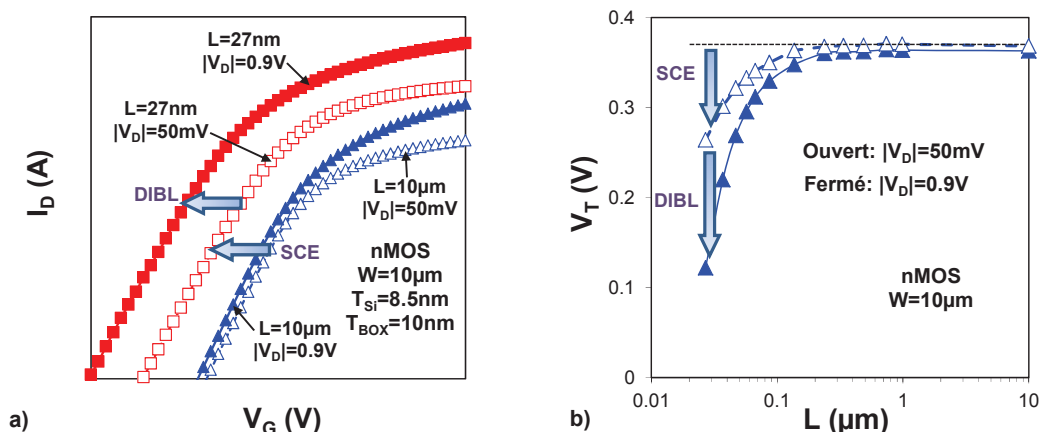 L=27nm
|V_D|=0.9V
L=27nm
|V_D|=50mV
DIBL
SCE
L=10µm
|V_D|=50mV
nMOS
W=10µm
T_Si=8.5nm
T_BOX=10nm
L=10µm
|V_D|=0.9V
I_D (A)
V_G (V)
a)
0.4
0.3
0.2
0.1
0
V_T (V)
SCE
DIBL
Ouvert: |V_D|=50mV
Fermé: |V_D|=0.9V
nMOS
W=10µm
0.01
0.1
1
10
L (µm)
b)